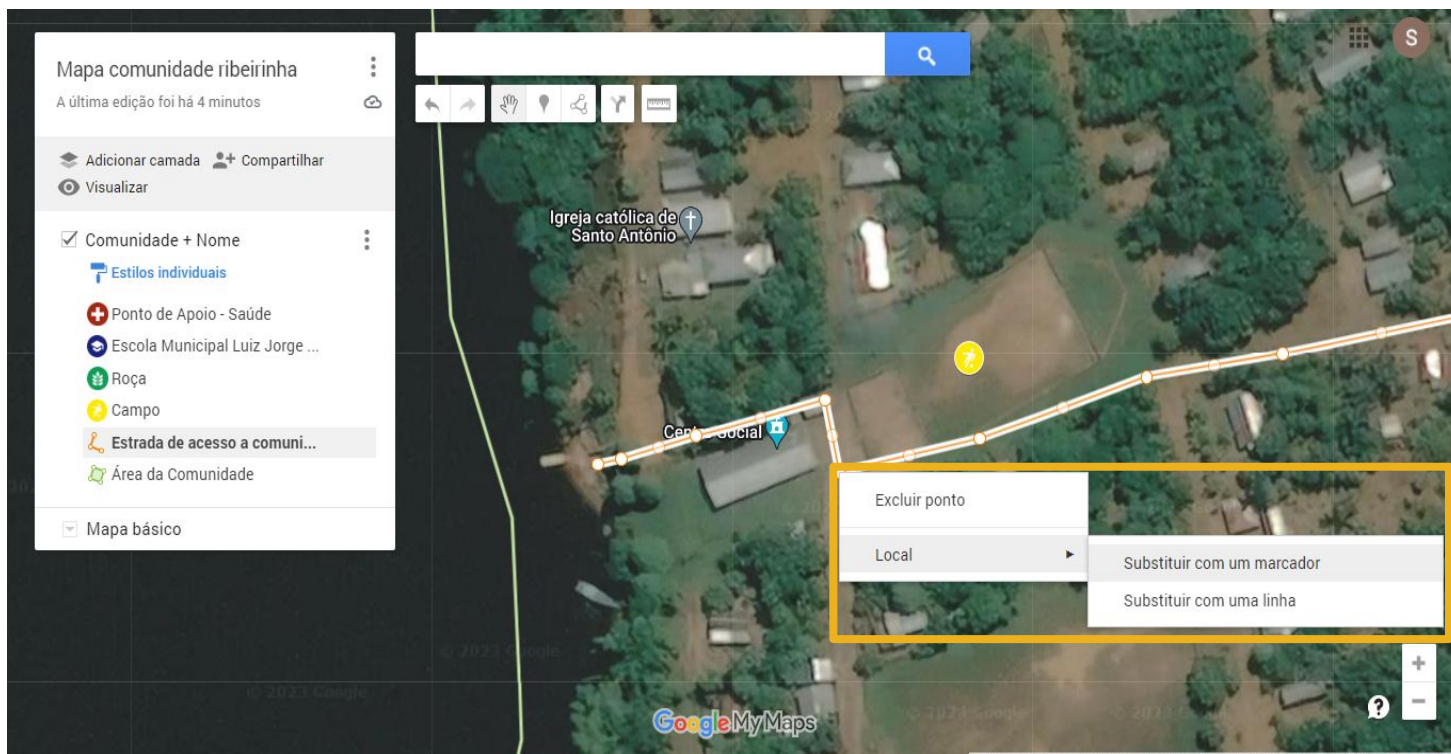 Mapa comunidade ribeirinha
A última edição foi há 4 minutos
Adicionar camada Compartilhar
Visualizar
Comunidade + Nome
Estilos individuais
Ponto de Apoio - Saúde
Escola Municipal Luiz Jorge ...
Roça
Campo
Estrada de acesso a comuni...
Área da Comunidade
Mapa básico
S
Igreja católica de
Santo Antônio
Centro Social
Excluir ponto
Local
Substituir com um marcador
Substituir com uma linha
© 2023 Google
© 2023 Google
Google My Maps
© 2024 Google